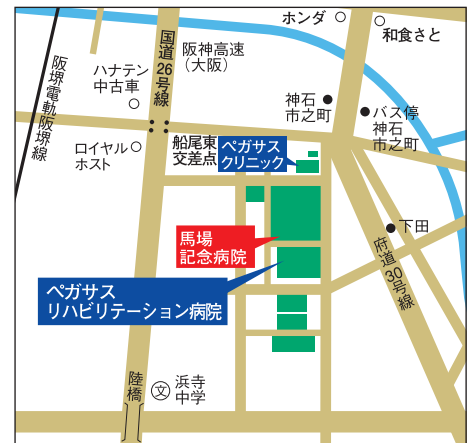 ホンダ
和食さと
阪神高速
(大阪)
国道26号線
阪堺電軌阪堺線
ハナテン
中古車
神石
市之町
バス停
神石
市之町
ロイヤル
ホスト
船尾東
交差点
ペガサス
クリニック
馬場
記念病院
下田
府道30号線
ペガサス
リハビリテーション病院
陸橋
文
浜寺
中学